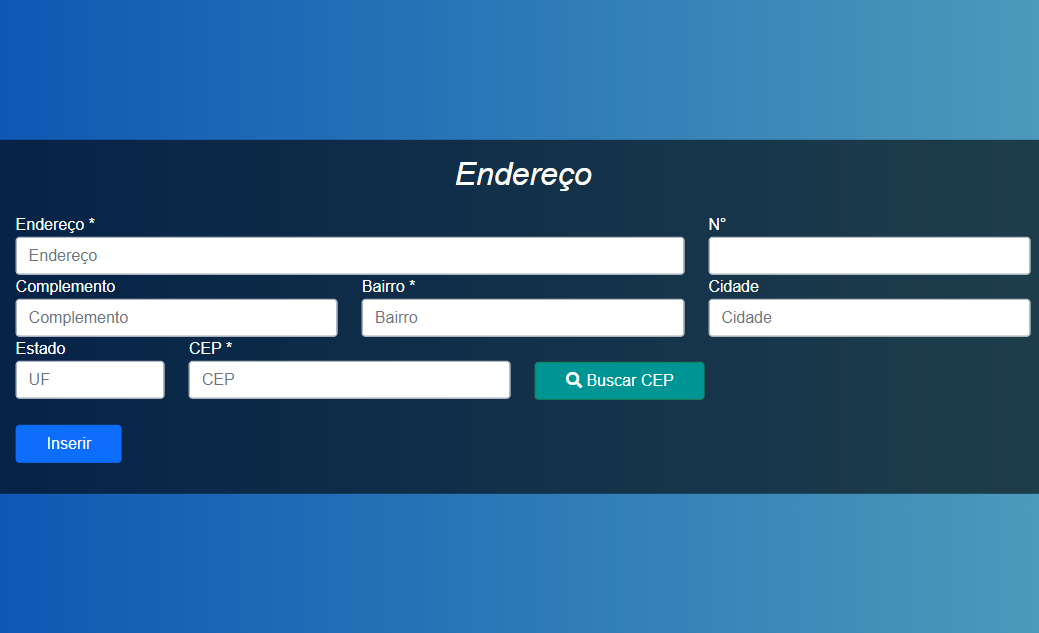 Endereço
Endereço * N°
Endereço
Complemento Bairro * Cidade
Complemento Bairro Cidade
Estado CEP *
UF CEP Buscar CEP
Inserir